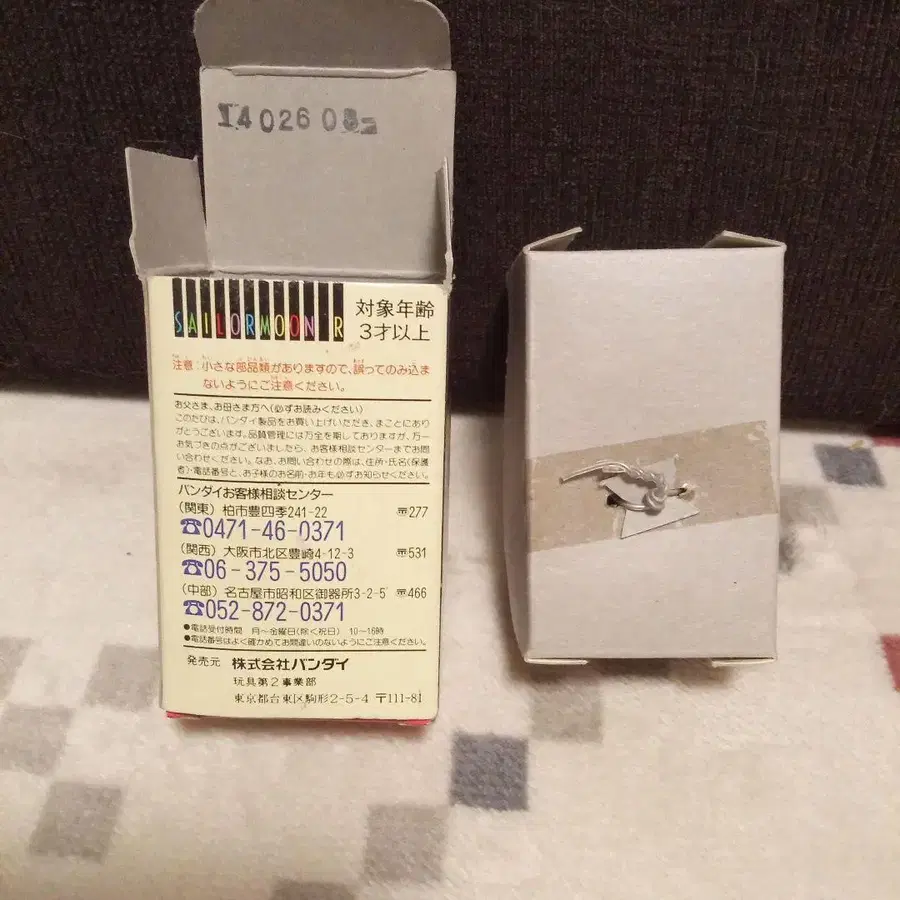 1402608
SAILORMOON R
対象年齢
3才以上
注意:小さな部品類がありますので、誤ってのみ込ま
ないようにご注意ください。
お父さま、お母さま方へ(必ずお読みください)
このたびは、バンダイ製品をお買い上げいただき、まことにあり
がとうございます。品質管理には万全を期しておりますが、万一
お気づきの点がございましたら、お客様相談センターまでお問
い合わせください。なお、お問い合わせの際は、住所・氏名(保護
者)・電話番号と、お子様のお名前・お年も必ずお知らせください。
バンダイお客様相談センター
(関東) 柏市豊四季241-22 〠277
☎0471-46-0371
(関西) 大阪市北区豊崎4-12-3 〠531
☎06-375-5050
(中部) 名古屋市昭和区御器所3-2-5 〠466
☎052-872-0371
●電話受付時間 月〜金曜日(除く祝日) 10〜16時
●電話番号はよく確かめてお間違いのないようにご注意ください。
発売元 株式会社バンダイ
玩具第2事業部
東京都台東区駒形2-5-4 〒111-81